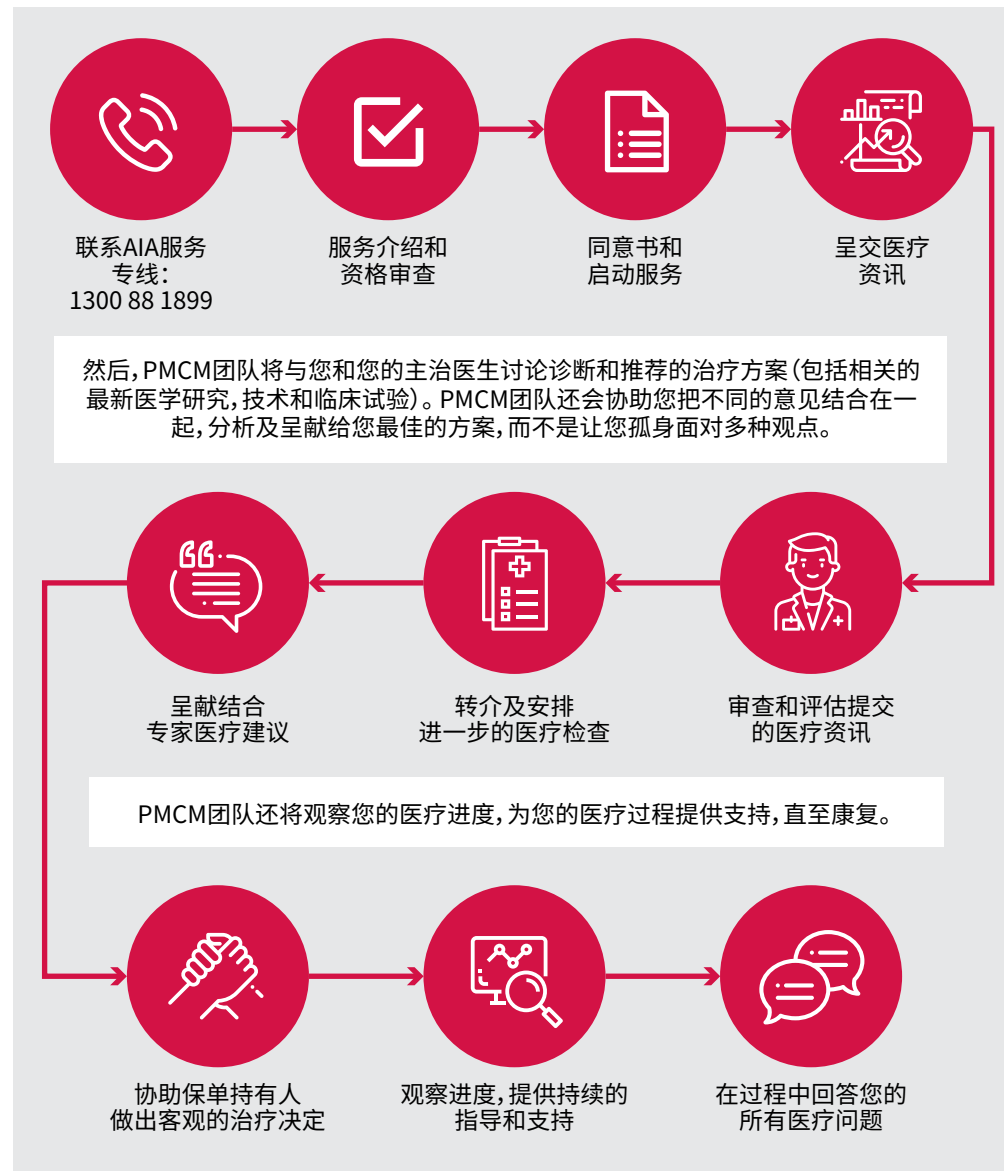 联系AIA服务
专线：
1300 88 1899
服务介绍和
资格审查
同意书和
启动服务
呈交医疗
资讯
然后，PMCM团队将与您和您的主治医生讨论诊断和推荐的治疗方案（包括相关的
最新医学研究，技术和临床试验）。PMCM团队还会协助您把不同的意见结合在一
起，分析及呈献给您最佳的方案，而不是让您孤身面对多种观点。
审查和评估提交
的医疗资讯
转介及安排
进一步的医疗检查
呈献结合
专家医疗建议
PMCM团队还将观察您的医疗进度，为您的医疗过程提供支持，直至康复。
协助保单持有人
做出客观的治疗决定
观察进度，提供持续的
指导和支持
在过程中回答您的
所有医疗问题